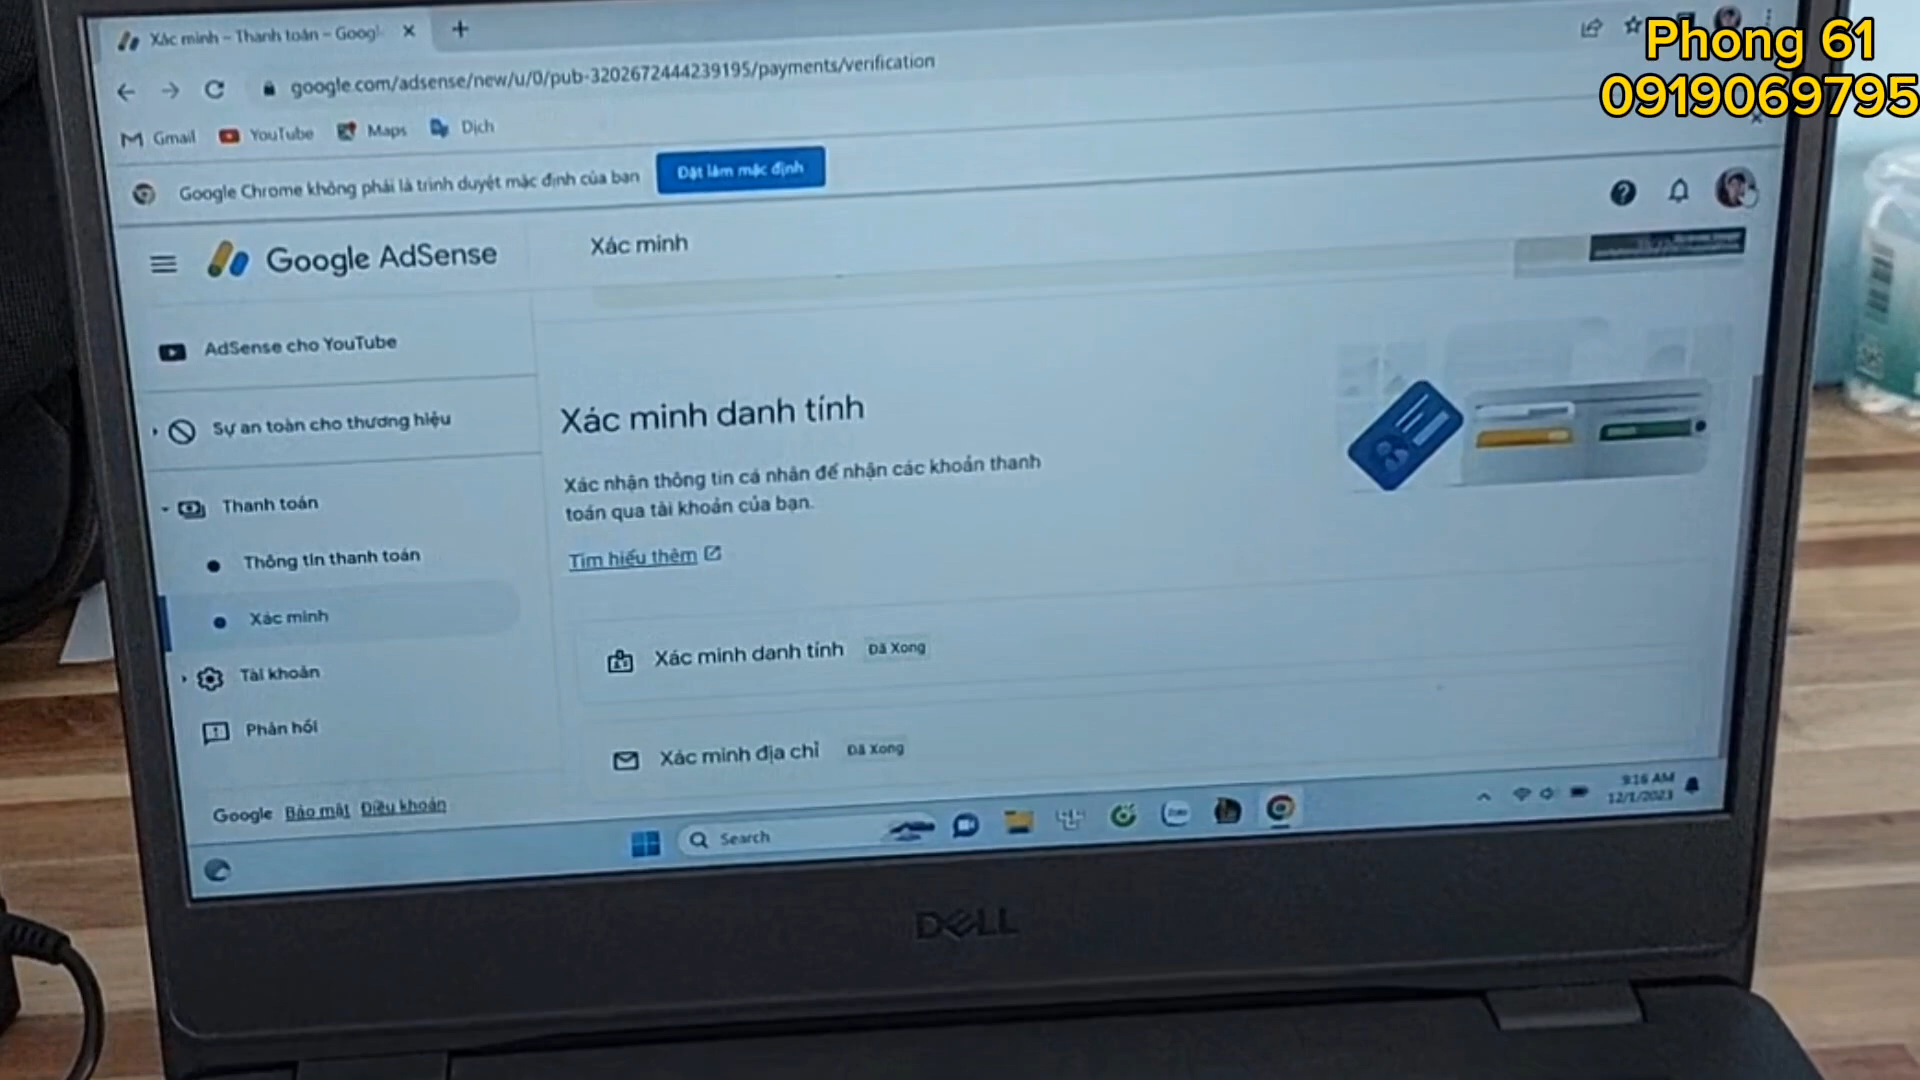 Phong 61
0919069795
Xác minh – Thanh toán – Googl
google.com/adsense/new/u/0/pub-3202672444239195/payments/verification
Gmail YouTube Maps Dịch
Google Chrome không phải là trình duyệt mặc định của bạn Đặt làm mặc định
Google AdSense
Xác minh
AdSense cho YouTube
Sự an toàn cho thương hiệu
Thanh toán
Thông tin thanh toán
Xác minh
Tài khoản
Phản hồi
Google Bảo mật Điều khoản
Xác minh danh tính
Xác nhận thông tin cá nhân để nhận các khoản thanh
toán qua tài khoản của bạn.
Tìm hiểu thêm
Xác minh danh tính Đã Xong
Xác minh địa chỉ Đã Xong
Search
9:16 AM
12/1/2023
DELL